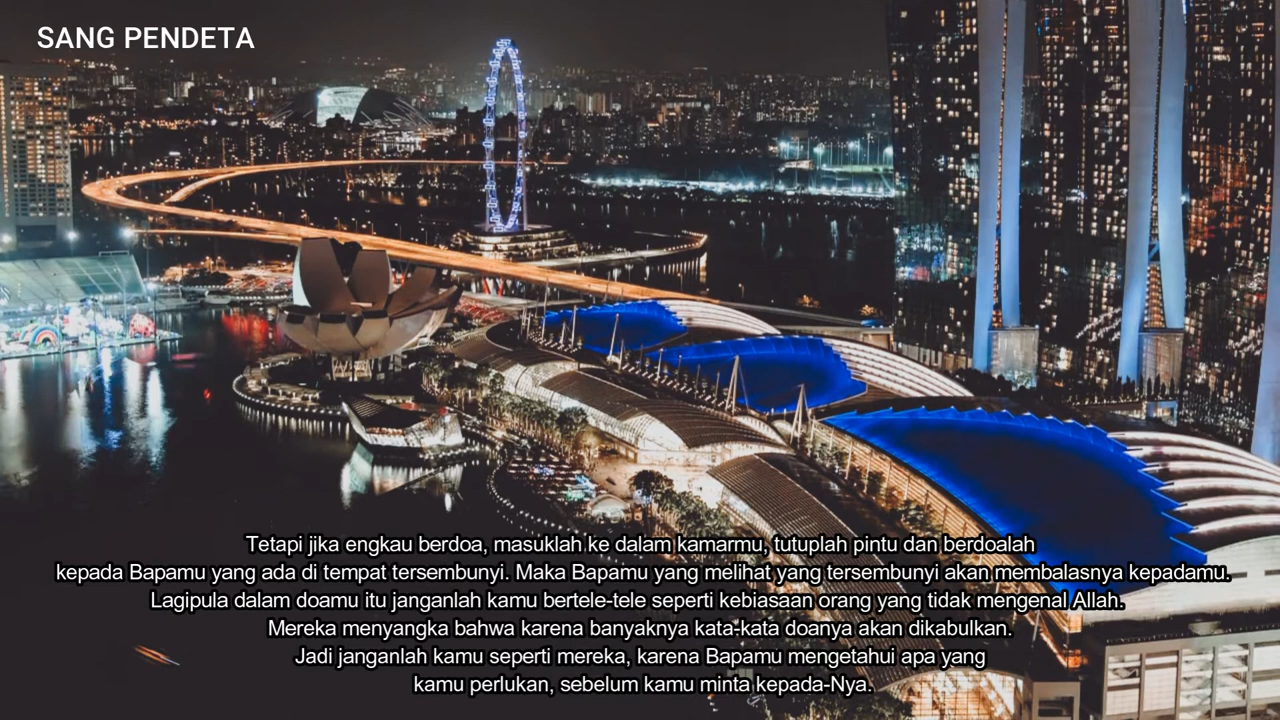 SANG PENDETA
Tetapi jika engkau berdoa, masuklah ke dalam kamarmu, tutuplah pintu dan berdoalah
kepada Bapamu yang ada di tempat tersembunyi. Maka Bapamu yang melihat yang tersembunyi akan membalasnya kepadamu.
Lagipula dalam doamu itu janganlah kamu bertele-tele seperti kebiasaan orang yang tidak mengenal Allah.
Mereka menyangka bahwa karena banyaknya kata-kata doanya akan dikabulkan.
Jadi janganlah kamu seperti mereka, karena Bapamu mengetahui apa yang
kamu perlukan, sebelum kamu minta kepada-Nya.